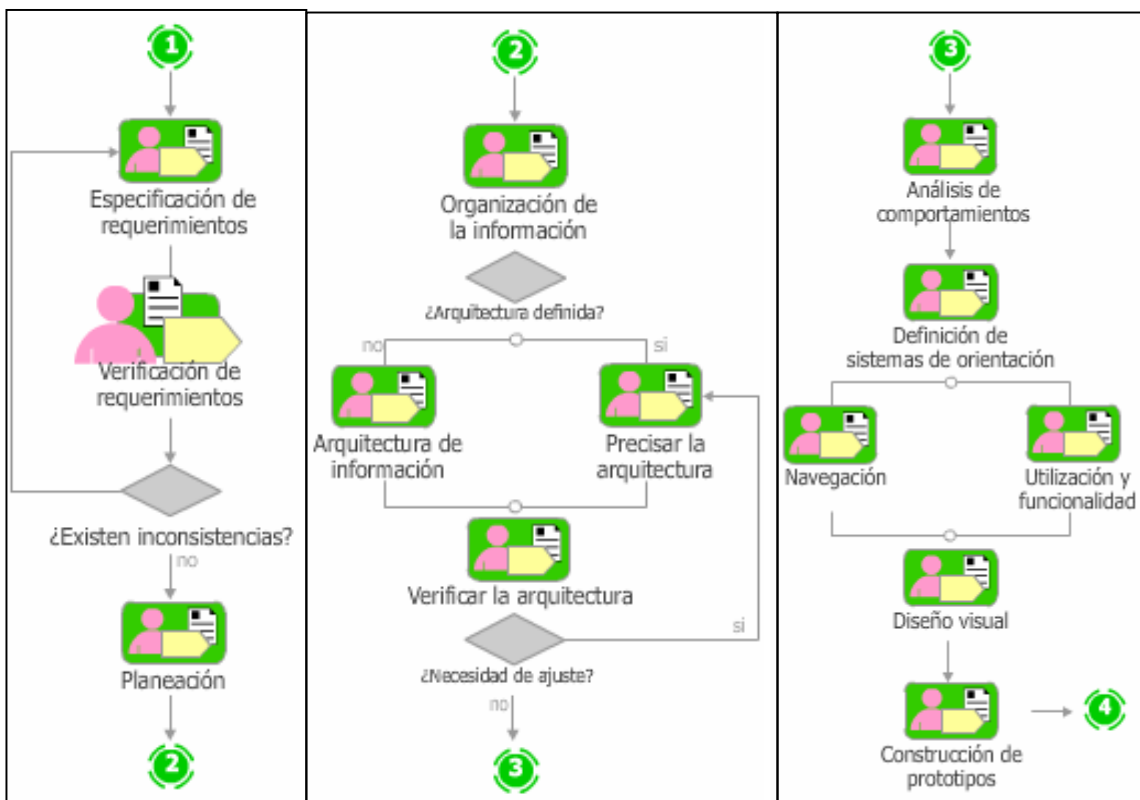 1
Especificación de
requerimientos
Verificación de
requerimientos
¿Existen inconsistencias?
no
Planeación
2
2
Organización de
la información
¿Arquitectura definida?
no
si
Arquitectura de
información
Precisar la
arquitectura
Verificar la arquitectura
si
¿Necesidad de ajuste?
no
3
3
Análisis de
comportamientos
Definición de
sistemas de orientación
Navegación
Utilización y
funcionalidad
Diseño visual
Construcción de
prototipos
4